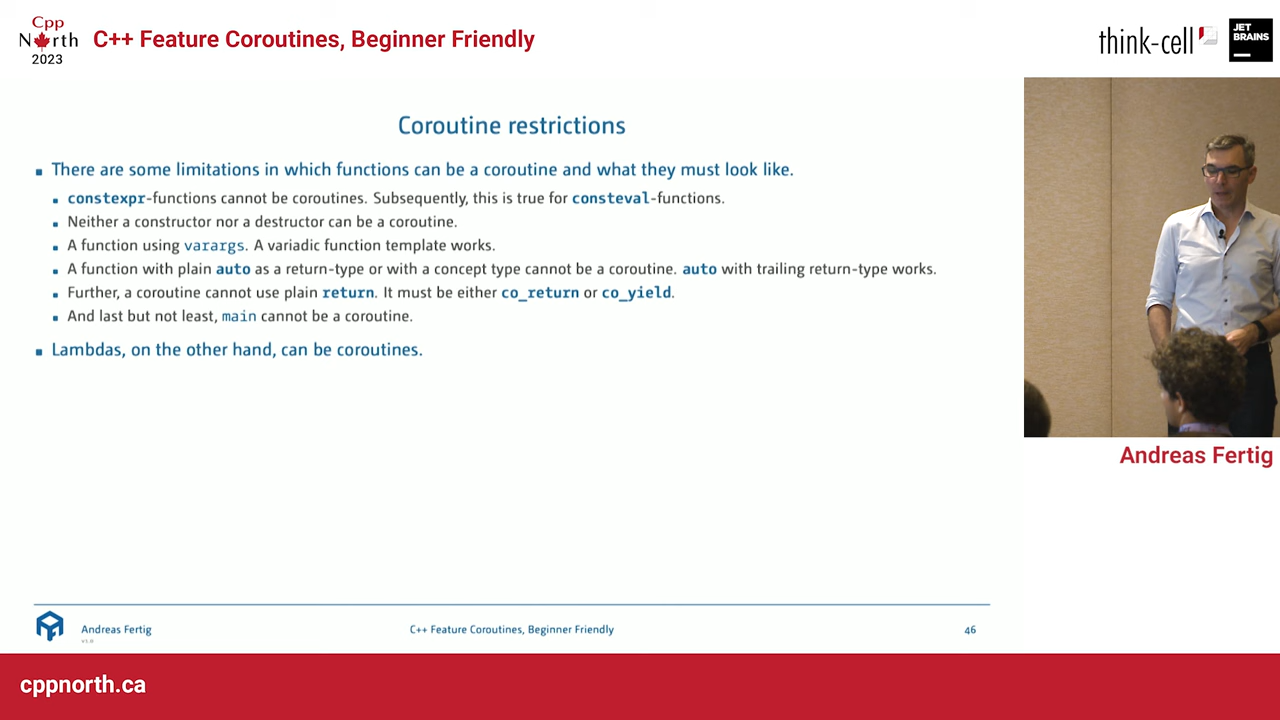 Cpp
North
2023
C++ Feature Coroutines, Beginner Friendly
think-cell
JET
BRAINS
Coroutine restrictions
There are some limitations in which functions can be a coroutine and what they must look like.
constexpr-functions cannot be coroutines. Subsequently, this is true for consteval-functions.
Neither a constructor nor a destructor can be a coroutine.
A function using varargs. A variadic function template works.
A function with plain auto as a return-type or with a concept type cannot be a coroutine. auto with trailing return-type works.
Further, a coroutine cannot use plain return. It must be either co_return or co_yield.
And last but not least, main cannot be a coroutine.
Lambdas, on the other hand, can be coroutines.
Andreas Fertig
Andreas Fertig
v1.0
C++ Feature Coroutines, Beginner Friendly
46
cppnorth.ca